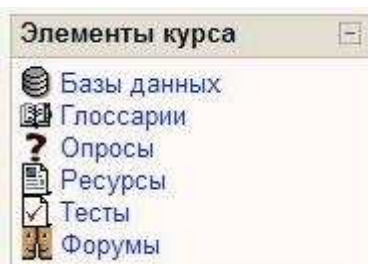 Элементы курса
Базы данных
Глоссарии
Опросы
Ресурсы
Тесты
Форумы